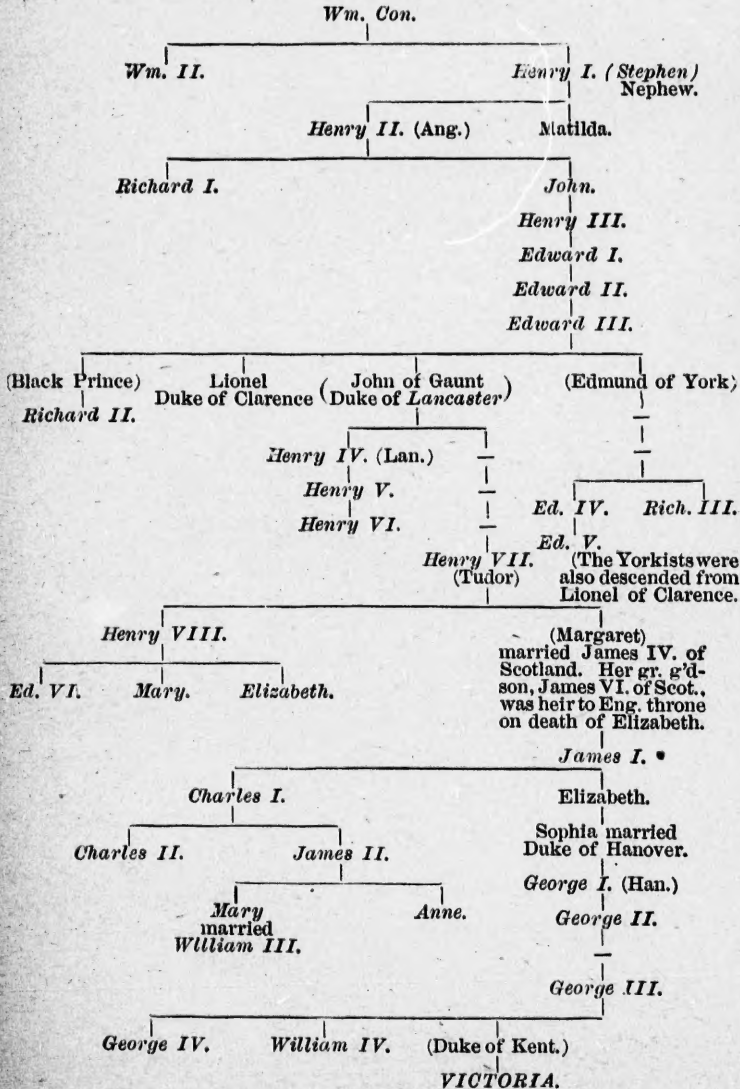 Wm. Con.
Wm. II. Henry I. (Stephen)
Nephew.
Henry II. (Ang.) Matilda.
Richard I. John.
Henry III.
Edward I.
Edward II.
Edward III.
(Black Prince) Lionel John of Gaunt (Edmund of York)
Richard II. Duke of Clarence (Duke of Lancaster)
Henry IV. (Lan.)
Henry V.
Ed. IV. Rich. III.
Henry VI.
Ed. V.
Henry VII. (The Yorkists were
(Tudor) also descended from
Lionel of Clarence.
Henry VIII. (Margaret)
married James IV. of
Scotland. Her gr. g'd-
Ed. VI. Mary. Elizabeth. son, James VI. of Scot.,
was heir to Eng. throne
on death of Elizabeth.
James I.
Charles I. Elizabeth.
Sophia married
Charles II. James II. Duke of Hanover.
George I. (Han.)
Mary Anne. George II.
married
William III.
George III.
George IV. William IV. (Duke of Kent.)
VICTORIA.